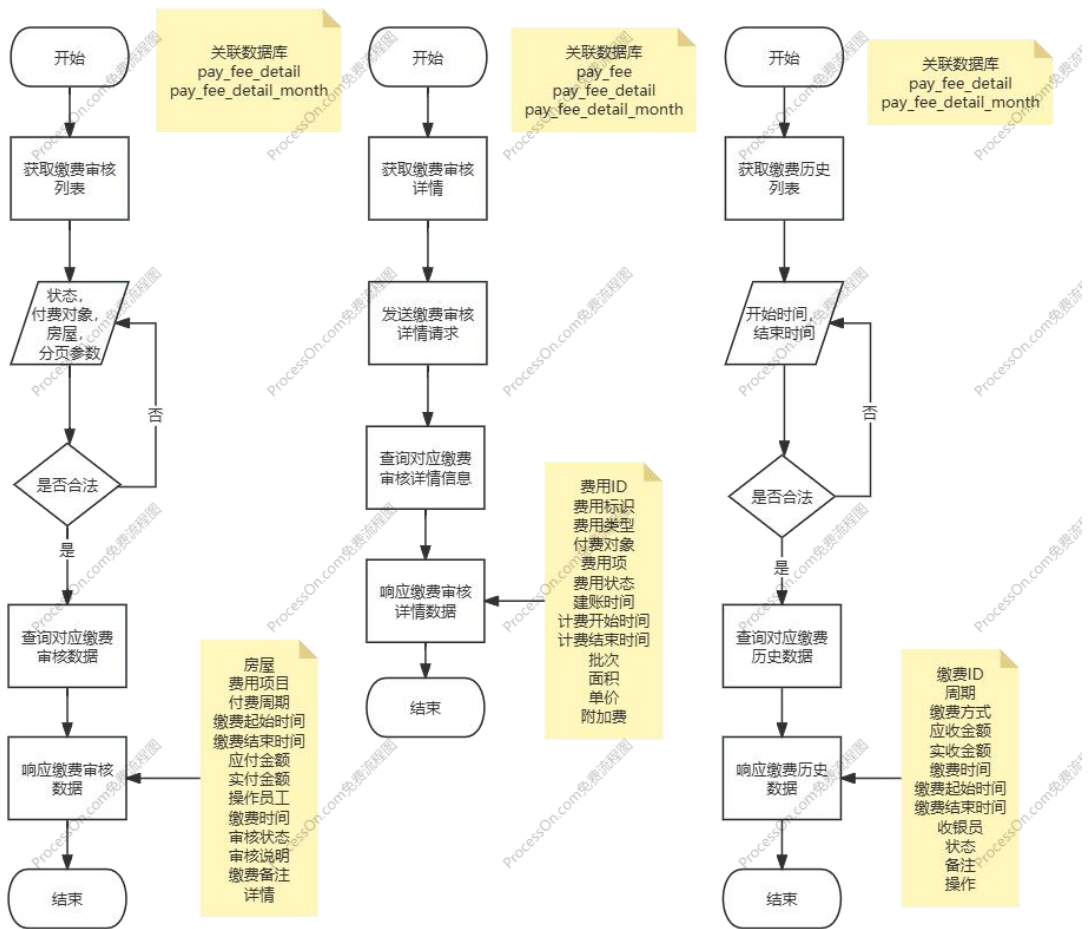 开始
关联数据库
pay_fee_detail
pay_fee_detail_month
获取缴费审核
列表
状态，
付费对象，
房屋，
分页参数
否
是否合法
是
查询对应缴费
审核数据
响应缴费审核
数据
房屋
费用项目
付费周期
缴费起始时间
缴费结束时间
应付金额
实付金额
操作员工
缴费时间
审核状态
审核说明
缴费备注
详情
结束
开始
关联数据库
pay_fee
pay_fee_detail
pay_fee_detail_month
获取缴费审核
详情
发送缴费审核
详情请求
查询对应缴费
审核详情信息
响应缴费审核
详情数据
费用ID
费用标识
费用类型
付费对象
费用项
费用状态
建账时间
计费开始时间
计费结束时间
批次
面积
单价
附加费
结束
开始
关联数据库
pay_fee_detail
pay_fee_detail_month
获取缴费历史
列表
开始时间，
结束时间
否
是否合法
是
查询对应缴费
历史数据
响应缴费历史
数据
缴费ID
周期
缴费方式
应收金额
实收金额
缴费时间
缴费起始时间
缴费结束时间
收银员
状态
备注
操作
结束
ProcessOn.com免费流程图